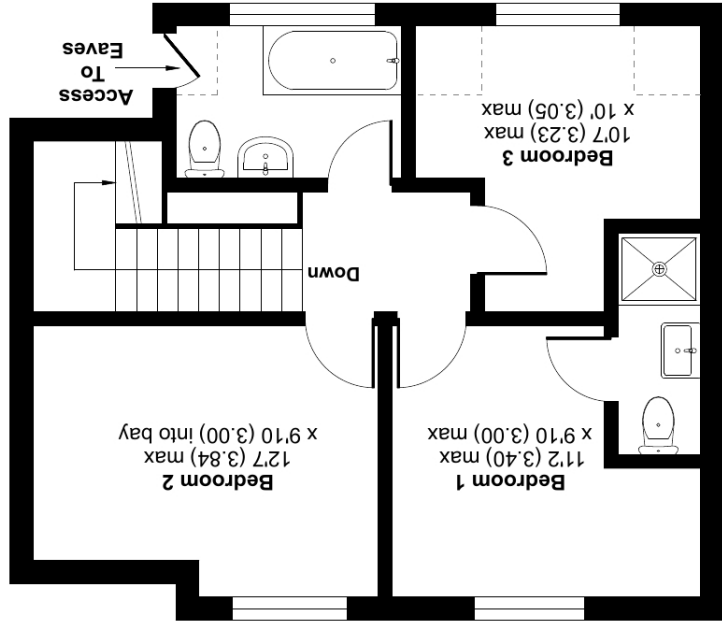 Bedroom 1
11'2 (3.40) max
x 9'10 (3.00) max
Bedroom 2
12'7 (3.84) max
x 9'10 (3.00) into bay
Down
Bedroom 3
10'7 (3.23) max
x 10' (3.05) max
Access
To
Eaves